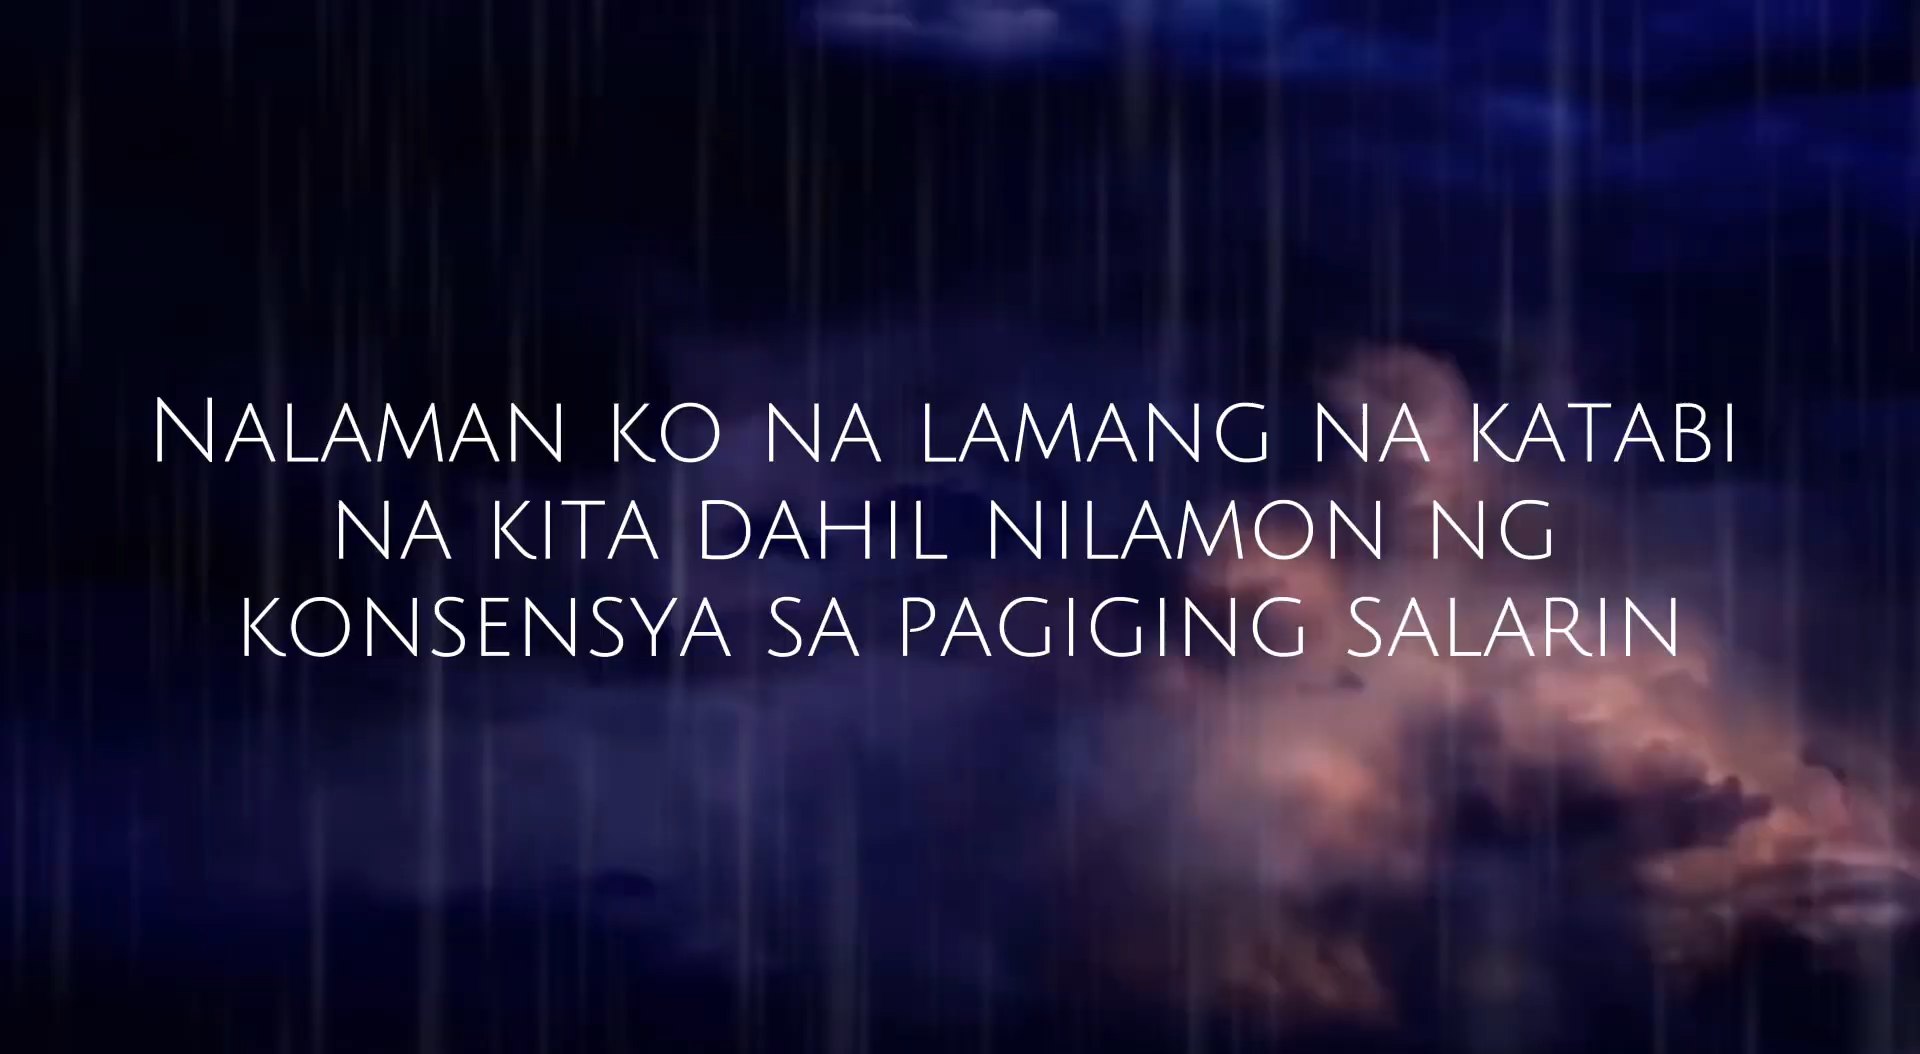 Nalaman ko na lamang na katabi
na kita dahil nilamon ng
konsensya sa pagiging salarin